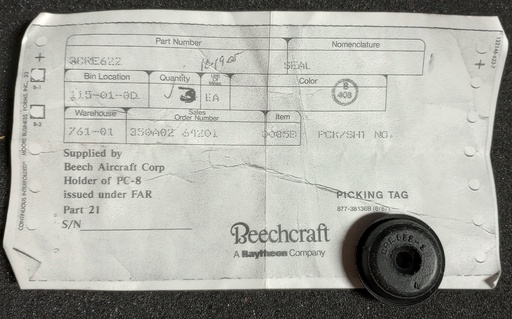 Part Number
Nomenclature
SEAL
Bin Location
Quantity
Color
115-01-0D
3
EA
B
408
Warehouse
Sales
Order Number
Item
761-01
350A02
64201
0005B
PCK/SHT NO.
Supplied by
Beech Aircraft Corp
Holder of PC-8
issued under FAR
Part 21
S/N
PICKING TAG
Beechcraft
A Raytheon Company